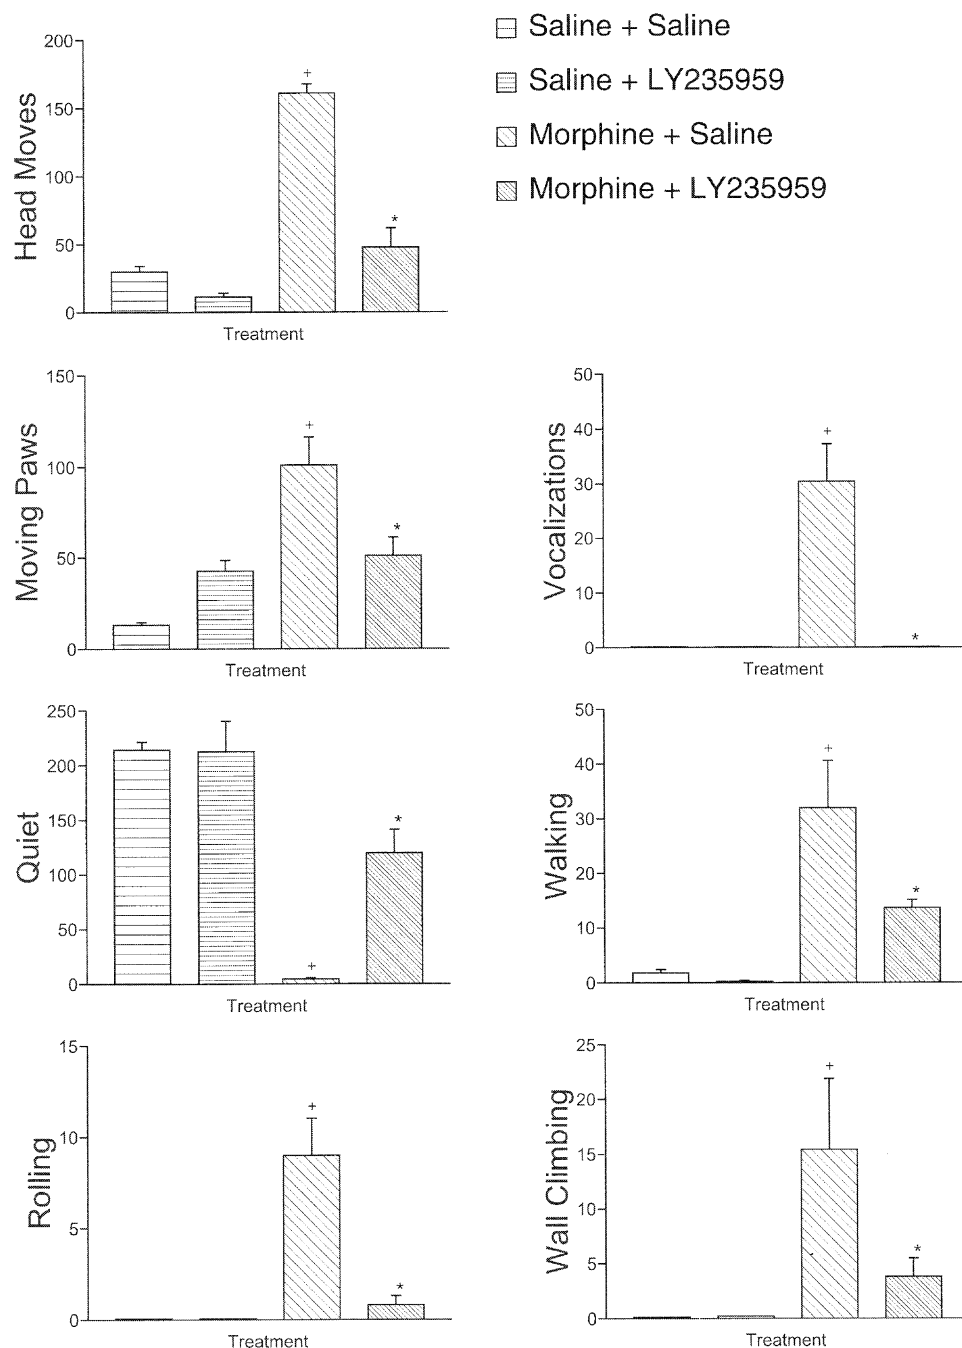 Saline + Saline
Saline + LY235959
Morphine + Saline
Morphine + LY235959
Head Moves
200
150
100
50
0
+
*
Treatment
Moving Paws
150
100
50
0
+
*
Treatment
Vocalizations
50
40
30
20
10
0
+
*
Treatment
Quiet
250
200
150
100
50
0
+
*
Treatment
Walking
50
40
30
20
10
0
+
*
Treatment
Rolling
15
10
5
0
+
*
Treatment
Wall Climbing
25
20
15
10
5
0
+
*
Treatment